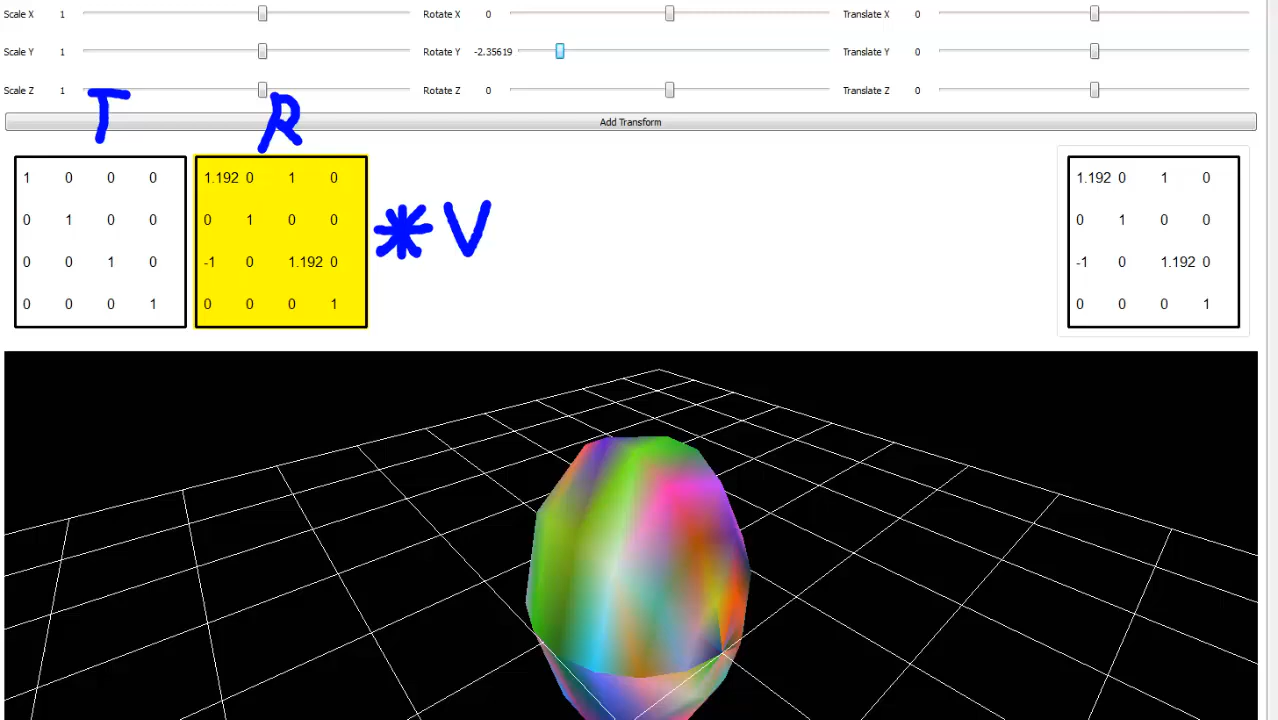 Scale X 1 Rotate X 0 Translate X 0
Scale Y 1 Rotate Y -2.35619 Translate Y 0
Scale Z 1 Rotate Z 0 Translate Z 0
T R
Add Transform
1 0 0 0 1.192 0 1 0 1.192 0 1 0
0 1 0 0 0 1 0 0 * V 0 1 0 0
0 0 1 0 -1 0 1.192 0 -1 0 1.192 0
0 0 0 1 0 0 0 1 0 0 0 1